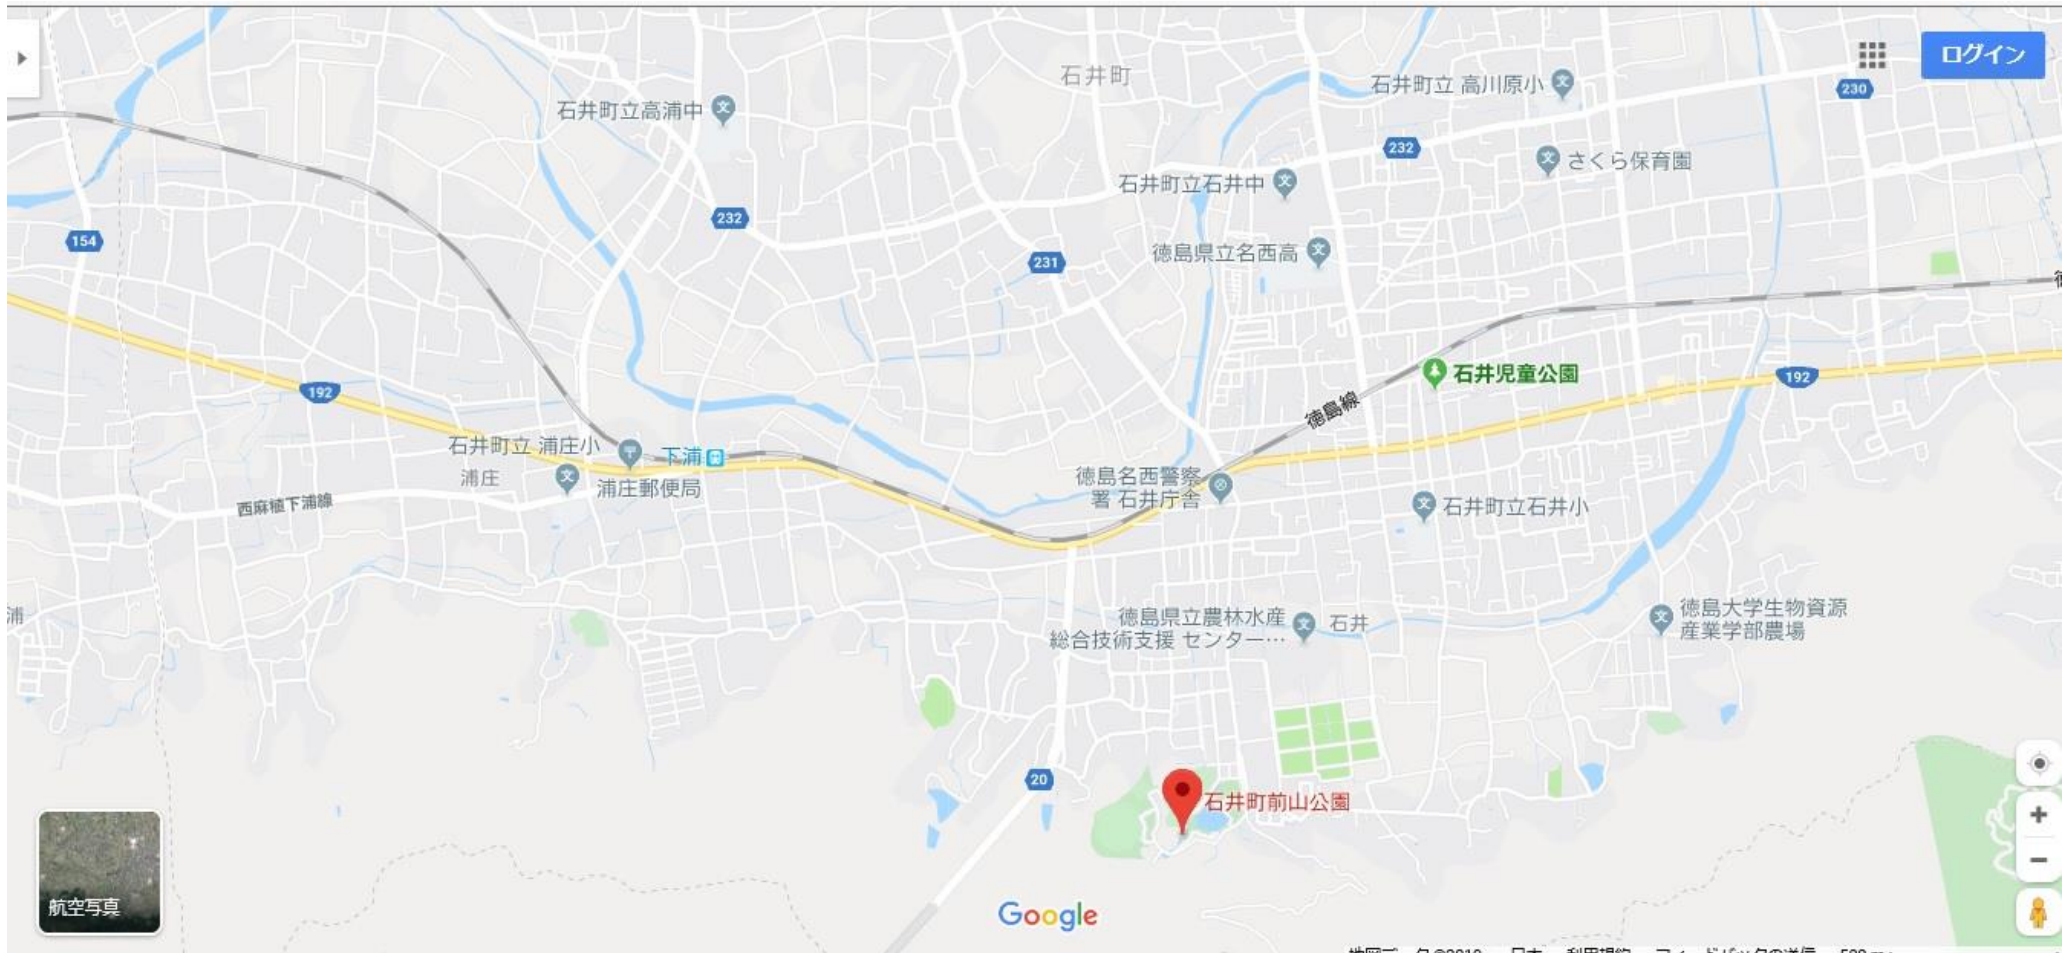 ログイン
石井町
石井町立 高川原小
230
石井町立高浦中
232
さくら保育園
石井町立石井中
232
154
徳島県立名西高
231
192
石井児童公園
192
徳島線
石井町立 浦庄小
下浦
浦庄
浦庄郵便局
西麻植下浦線
徳島名西警察
署 石井庁舎
石井町立石井小
浦
徳島県立農林水産
総合技術支援 センター…
石井
徳島大学生物資源
産業学部農場
20
石井町前山公園
航空写真
Google